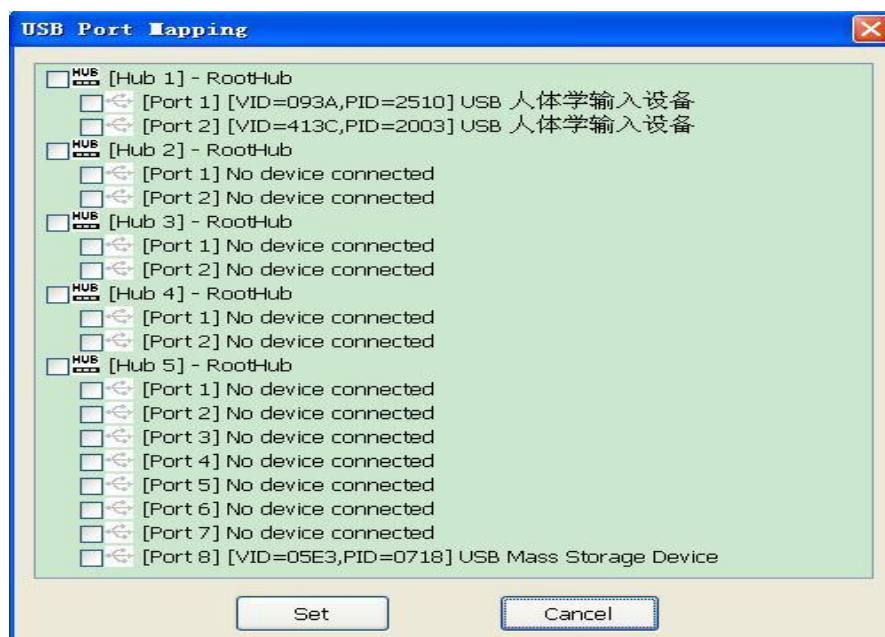 USB Port Mapping
HUB [Hub 1] - RootHub
[Port 1] [VID=093A,PID=2510] USB 人体学输入设备
[Port 2] [VID=413C,PID=2003] USB 人体学输入设备
HUB [Hub 2] - RootHub
[Port 1] No device connected
[Port 2] No device connected
HUB [Hub 3] - RootHub
[Port 1] No device connected
[Port 2] No device connected
HUB [Hub 4] - RootHub
[Port 1] No device connected
[Port 2] No device connected
HUB [Hub 5] - RootHub
[Port 1] No device connected
[Port 2] No device connected
[Port 3] No device connected
[Port 4] No device connected
[Port 5] No device connected
[Port 6] No device connected
[Port 7] No device connected
[Port 8] [VID=05E3,PID=0718] USB Mass Storage Device
Set Cancel